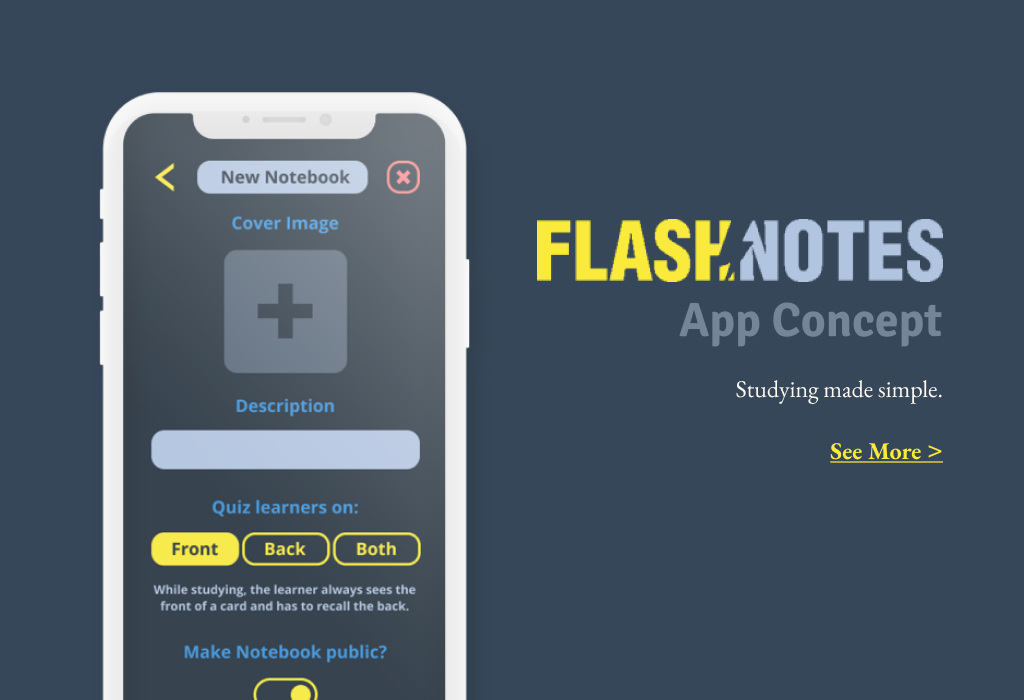 New Notebook
Cover Image
Description
Quiz learners on:
Front Back Both
While studying, the learner always sees the
front of a card and has to recall the back.
Make Notebook public?
FLASHNOTES
App Concept
Studying made simple.
See More >